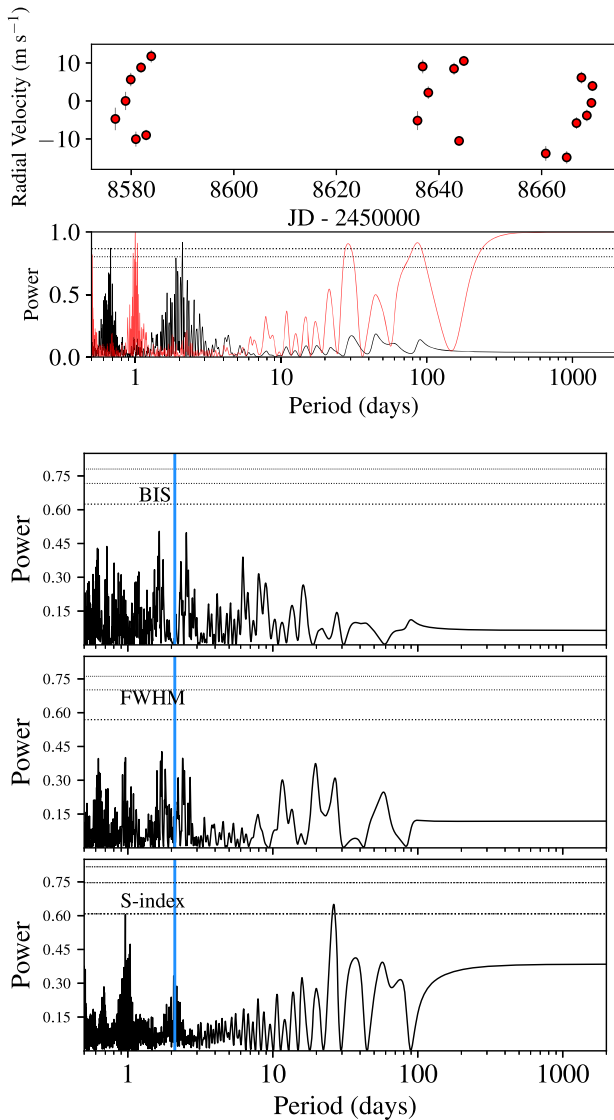 Radial Velocity (m s⁻¹)
10
0
−10
8580 8600 8620 8640 8660
JD - 2450000
Power
1.0
0.5
0.0
1 10 100 1000
Period (days)
Power
0.75
0.60
0.45
0.30
0.15
BIS
Power
0.75
0.60
0.45
0.30
0.15
FWHM
Power
0.75
0.60
0.45
0.30
0.15
S-index
1 10 100 1000
Period (days)